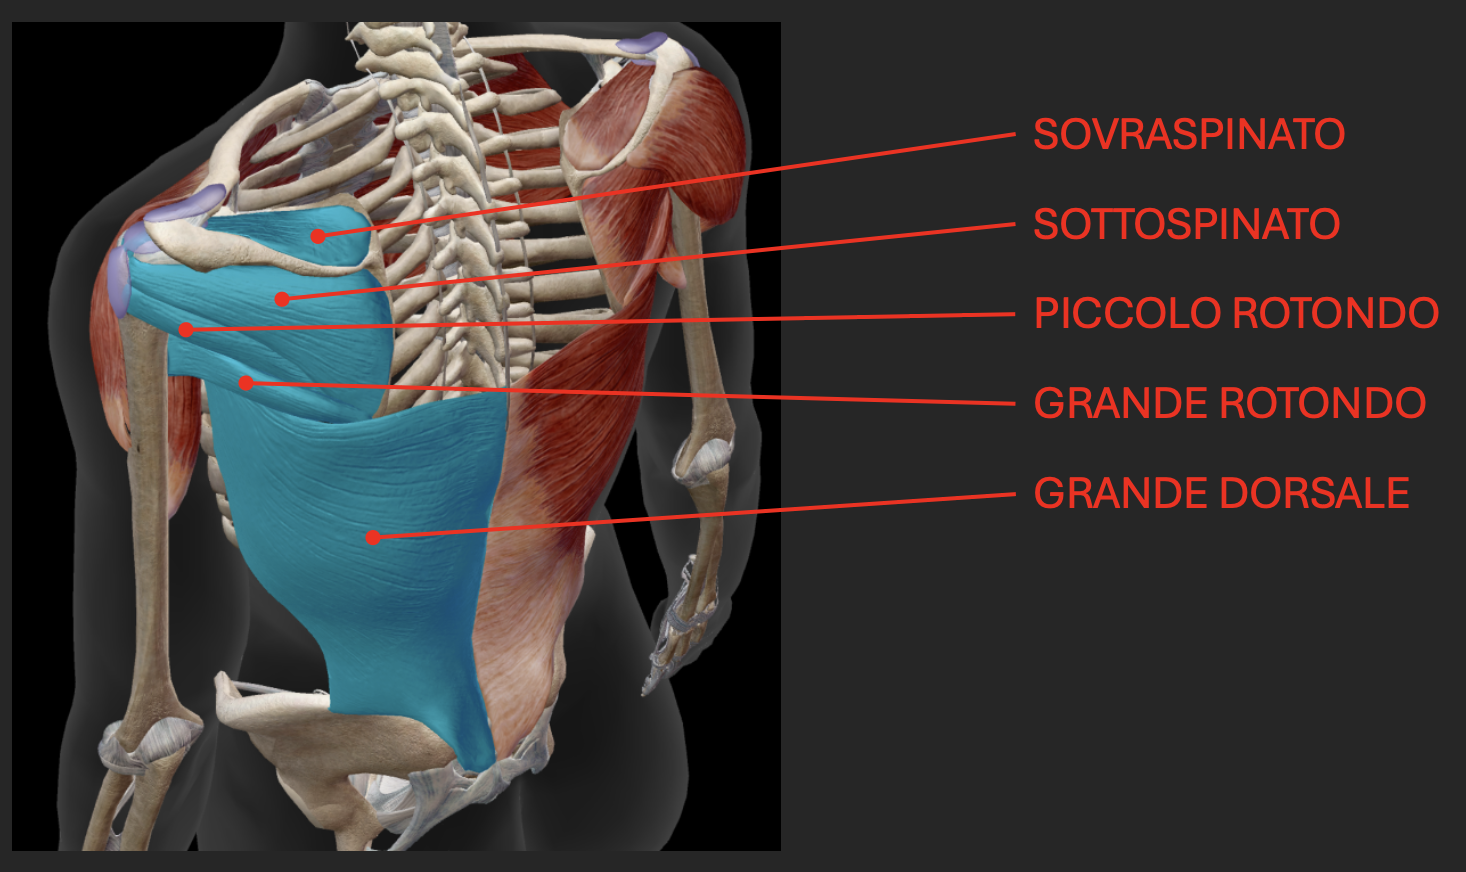 SOVRASPINATO
SOTTOSPINATO
PICCOLO ROTONDO
GRANDE ROTONDO
GRANDE DORSALE